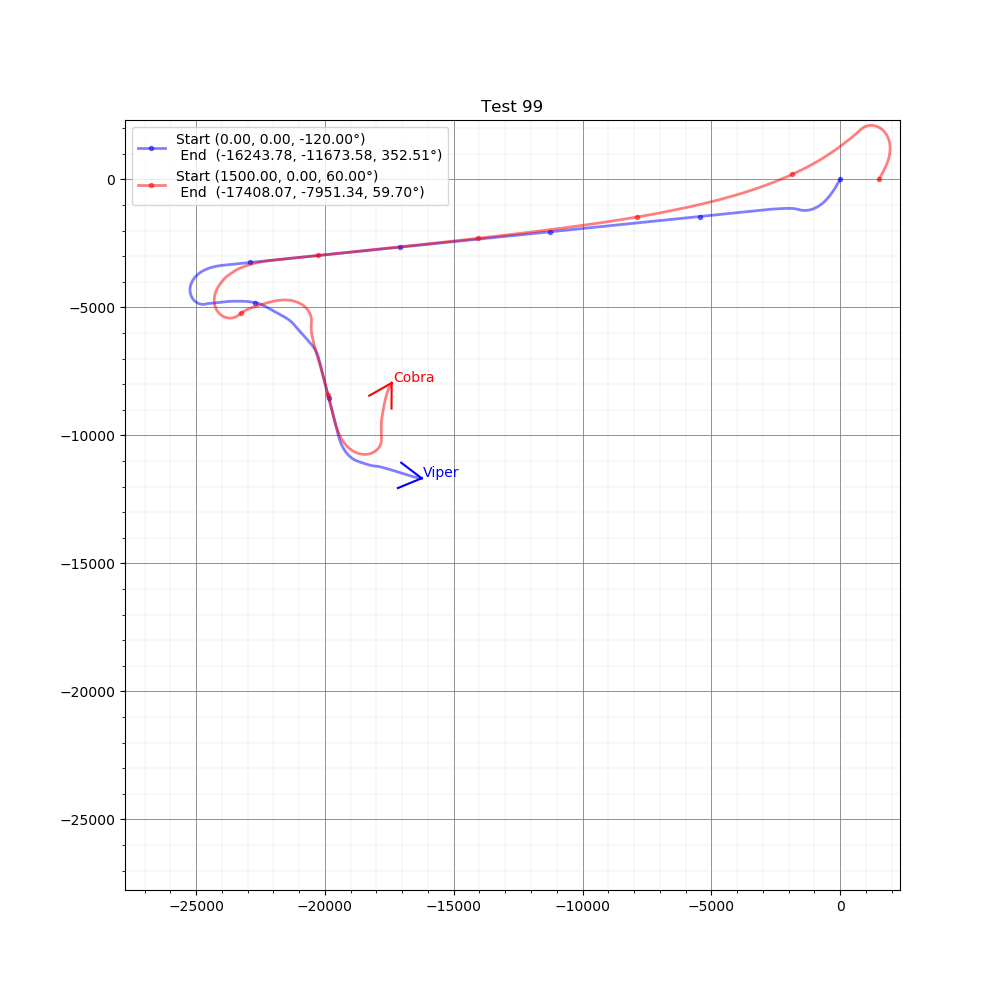 Test 99
Start (0.00, 0.00, -120.00°)
End (-16243.78, -11673.58, 352.51°)
Start (1500.00, 0.00, 60.00°)
End (-17408.07, -7951.34, 59.70°)
0
−5000
−10000
−15000
−20000
−25000
Cobra
Viper
−25000
−20000
−15000
−10000
−5000
0